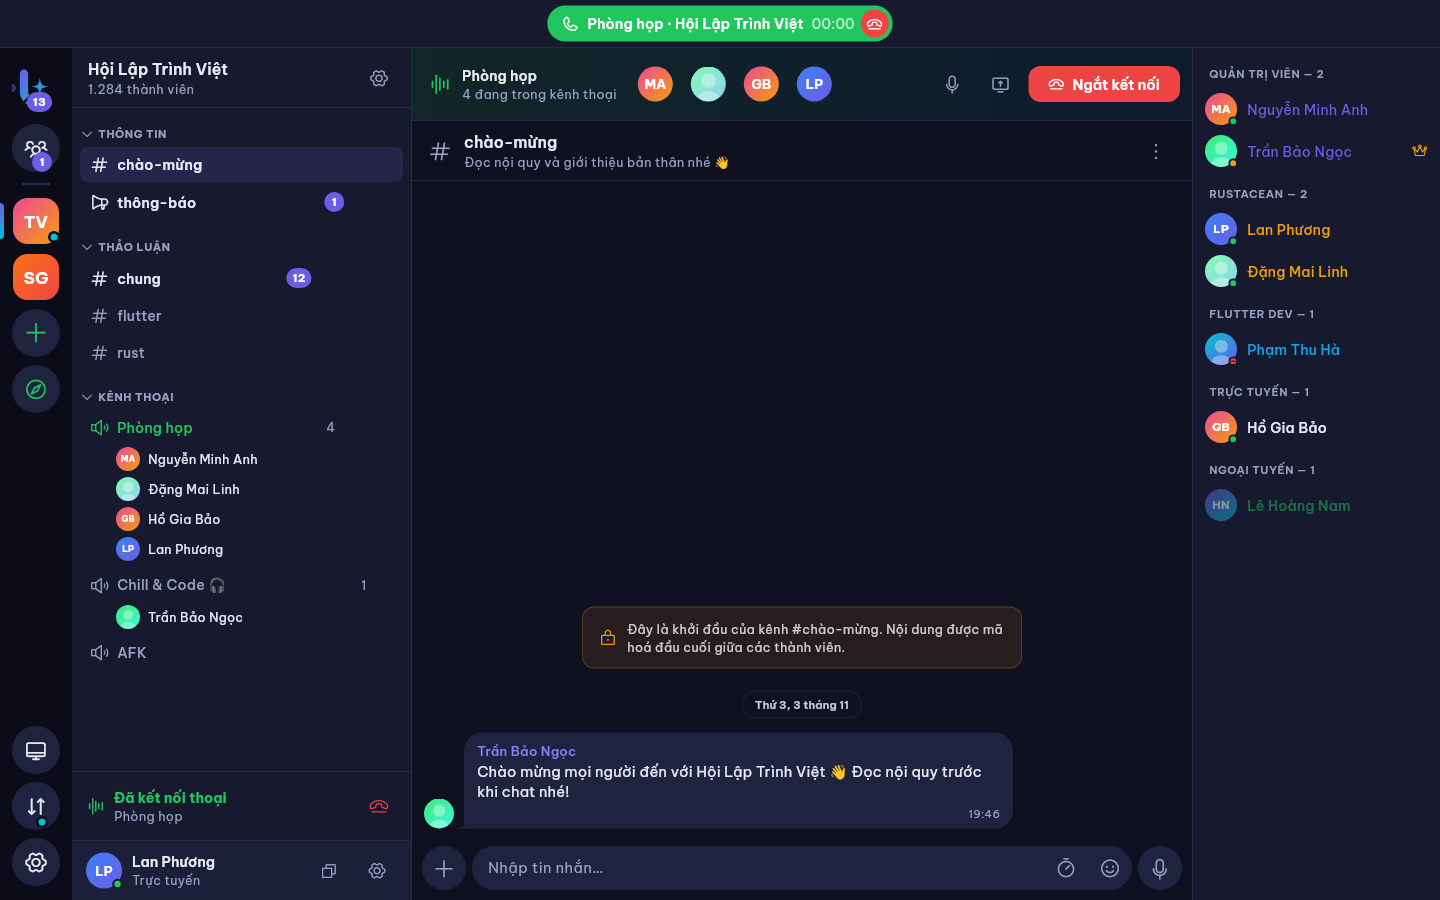 Phòng họp · Hội Lập Trình Việt 00:00
13
1
TV
SG
Hội Lập Trình Việt
1.284 thành viên
THÔNG TIN
chào-mừng
thông-báo 1
THẢO LUẬN
chung 12
flutter
rust
KÊNH THOẠI
Phòng họp 4
MA Nguyễn Minh Anh
Đặng Mai Linh
GB Hồ Gia Bảo
LP Lan Phương
Chill & Code 🎧 1
Trần Bảo Ngọc
AFK
Đã kết nối thoại
Phòng họp
LP Lan Phương
Trực tuyến
Phòng họp
4 đang trong kênh thoại
MA GB LP
Ngắt kết nối
chào-mừng
Đọc nội quy và giới thiệu bản thân nhé 👋
Đây là khởi đầu của kênh #chào-mừng. Nội dung được mã
hoá đầu cuối giữa các thành viên.
Thứ 3, 3 tháng 11
Trần Bảo Ngọc
Chào mừng mọi người đến với Hội Lập Trình Việt 👋 Đọc nội quy trước
khi chat nhé!
19:46
Nhập tin nhắn...
QUẢN TRỊ VIÊN — 2
MA Nguyễn Minh Anh
Trần Bảo Ngọc
RUSTACEAN — 2
LP Lan Phương
Đặng Mai Linh
FLUTTER DEV — 1
Phạm Thu Hà
TRỰC TUYẾN — 1
GB Hồ Gia Bảo
NGOẠI TUYẾN — 1
HN Lê Hoàng Nam